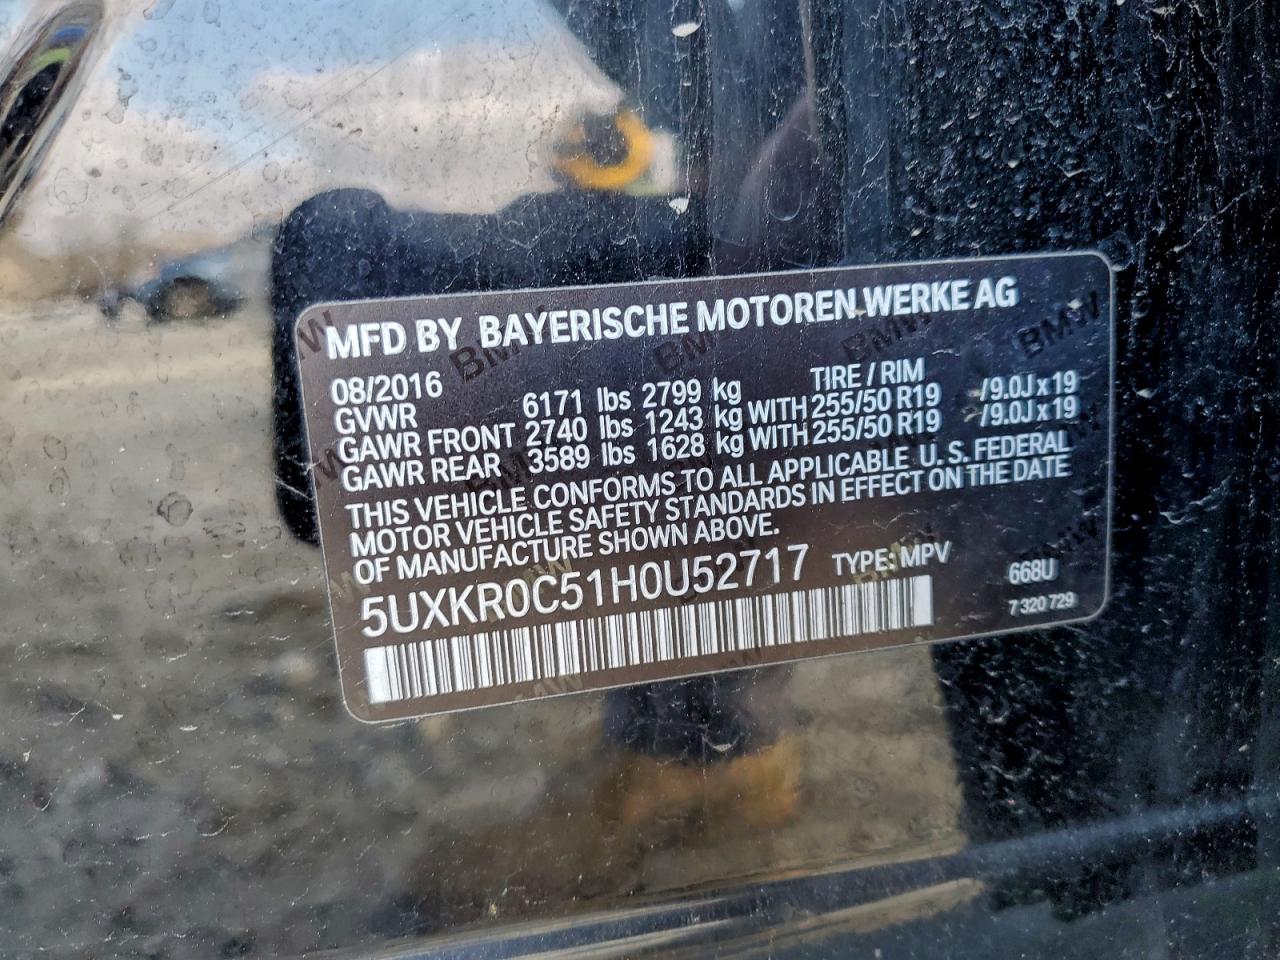 MFD BY BAYERISCHE MOTOREN WERKE AG
08/2016 TIRE / RIM
GVWR 6171 lbs 2799 kg
GAWR FRONT 2740 lbs 1243 kg WITH 255/50 R19 /9.0J x 19
GAWR REAR 3589 lbs 1628 kg WITH 255/50 R19 /9.0J x 19
THIS VEHICLE CONFORMS TO ALL APPLICABLE U.S. FEDERAL
MOTOR VEHICLE SAFETY STANDARDS IN EFFECT ON THE DATE
OF MANUFACTURE SHOWN ABOVE.
5UXKR0C51H0U52717 TYPE: MPV 668U
7 320 729